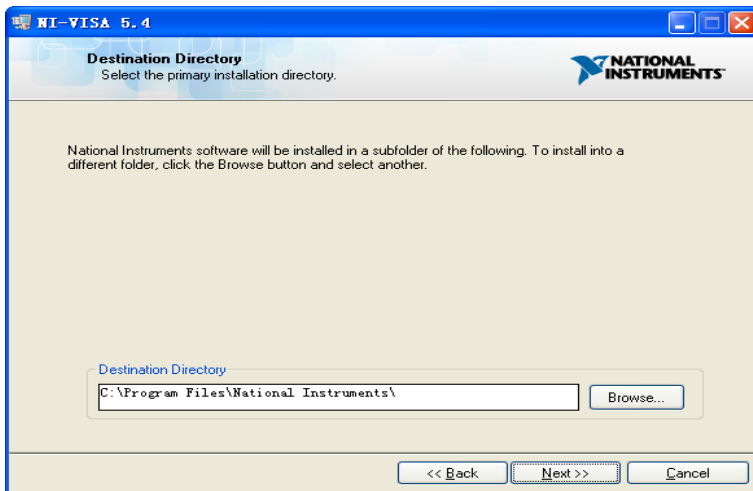 NI-VISA 5.4
Destination Directory
Select the primary installation directory.
NATIONAL
INSTRUMENTS™
National Instruments software will be installed in a subfolder of the following. To install into a
different folder, click the Browse button and select another.
Destination Directory
C:\Program Files\National Instruments\
Browse...
<< Back
Next >>
Cancel